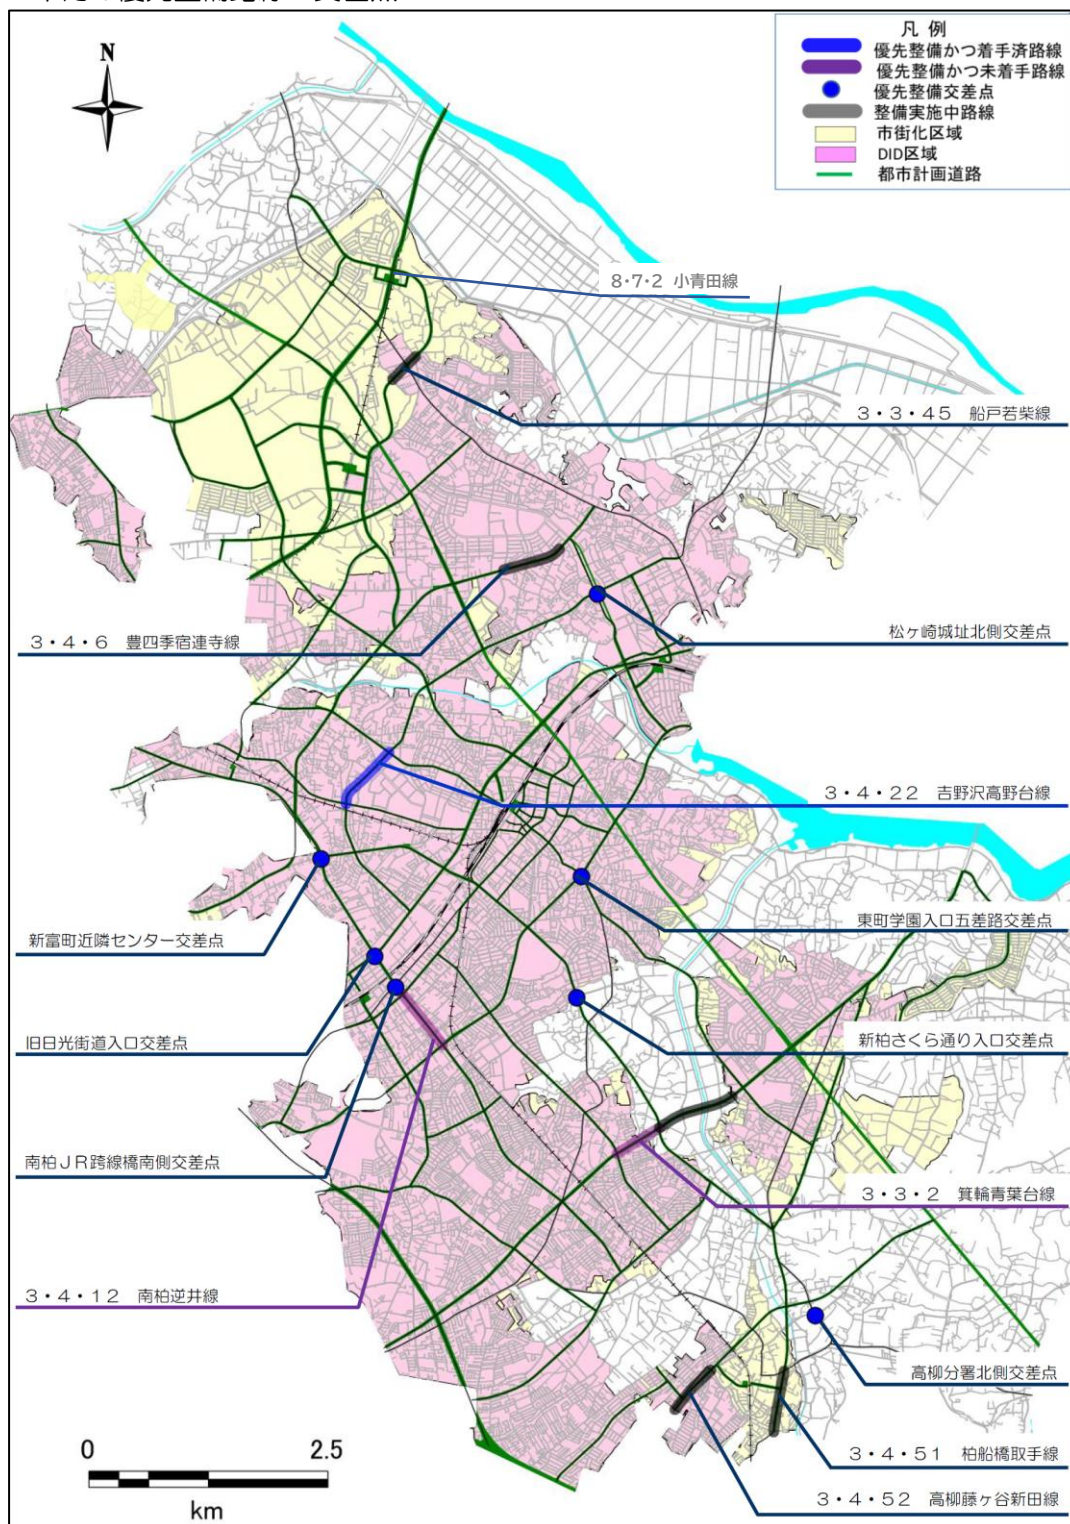 凡 例
優先整備かつ着手済路線
優先整備かつ未着手路線
優先整備交差点
整備実施中路線
市街化区域
DID区域
都市計画道路
N
8・7・2 小青田線
3・3・45 船戸若柴線
3・4・6 豊四季宿連寺線
松ヶ崎城址北側交差点
3・4・22 吉野沢高野台線
新富町近隣センター交差点
東町学園入口五差路交差点
旧日光街道入口交差点
新柏さくら通り入口交差点
南柏JR跨線橋南側交差点
3・3・2 箕輪青葉台線
3・4・12 南柏逆井線
高柳分署北側交差点
3・4・51 柏船橋取手線
3・4・52 高柳藤ヶ谷新田線
0 2.5
km